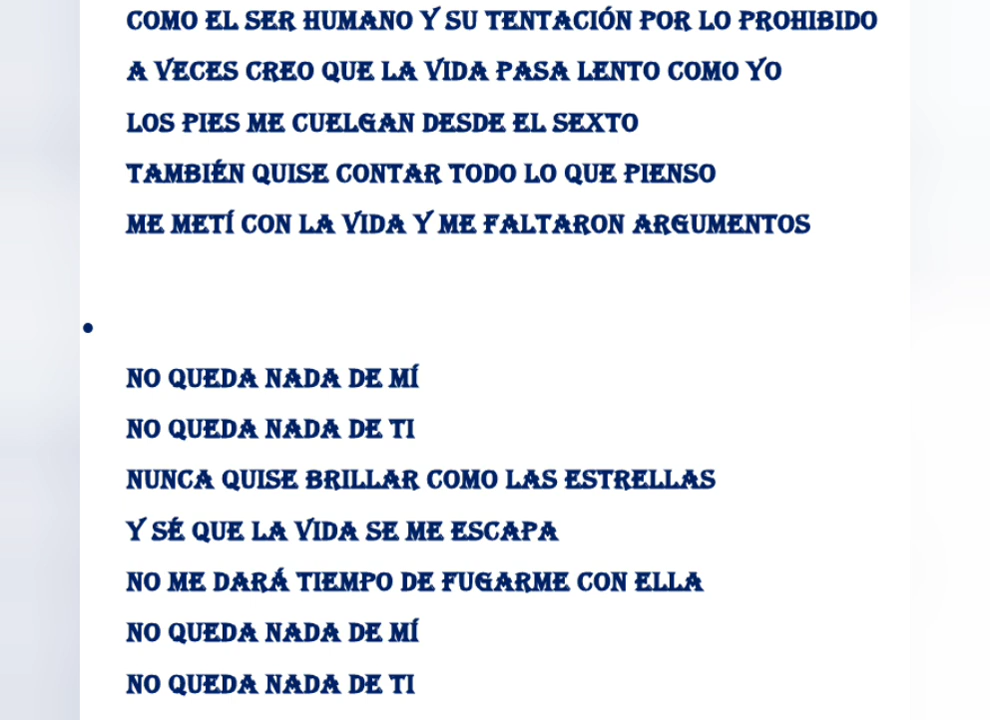 COMO EL SER HUMANO Y SU TENTACIÓN POR LO PROHIBIDO
A VECES CREO QUE LA VIDA PASA LENTO COMO YO
LOS PIES ME CUELGAN DESDE EL SEXTO
TAMBIÉN QUISE CONTAR TODO LO QUE PIENSO
ME METÍ CON LA VIDA Y ME FALTARON ARGUMENTOS
•
NO QUEDA NADA DE MÍ
NO QUEDA NADA DE TI
NUNCA QUISE BRILLAR COMO LAS ESTRELLAS
Y SÉ QUE LA VIDA SE ME ESCAPA
NO ME DARÁ TIEMPO DE FUGARME CON ELLA
NO QUEDA NADA DE MÍ
NO QUEDA NADA DE TI